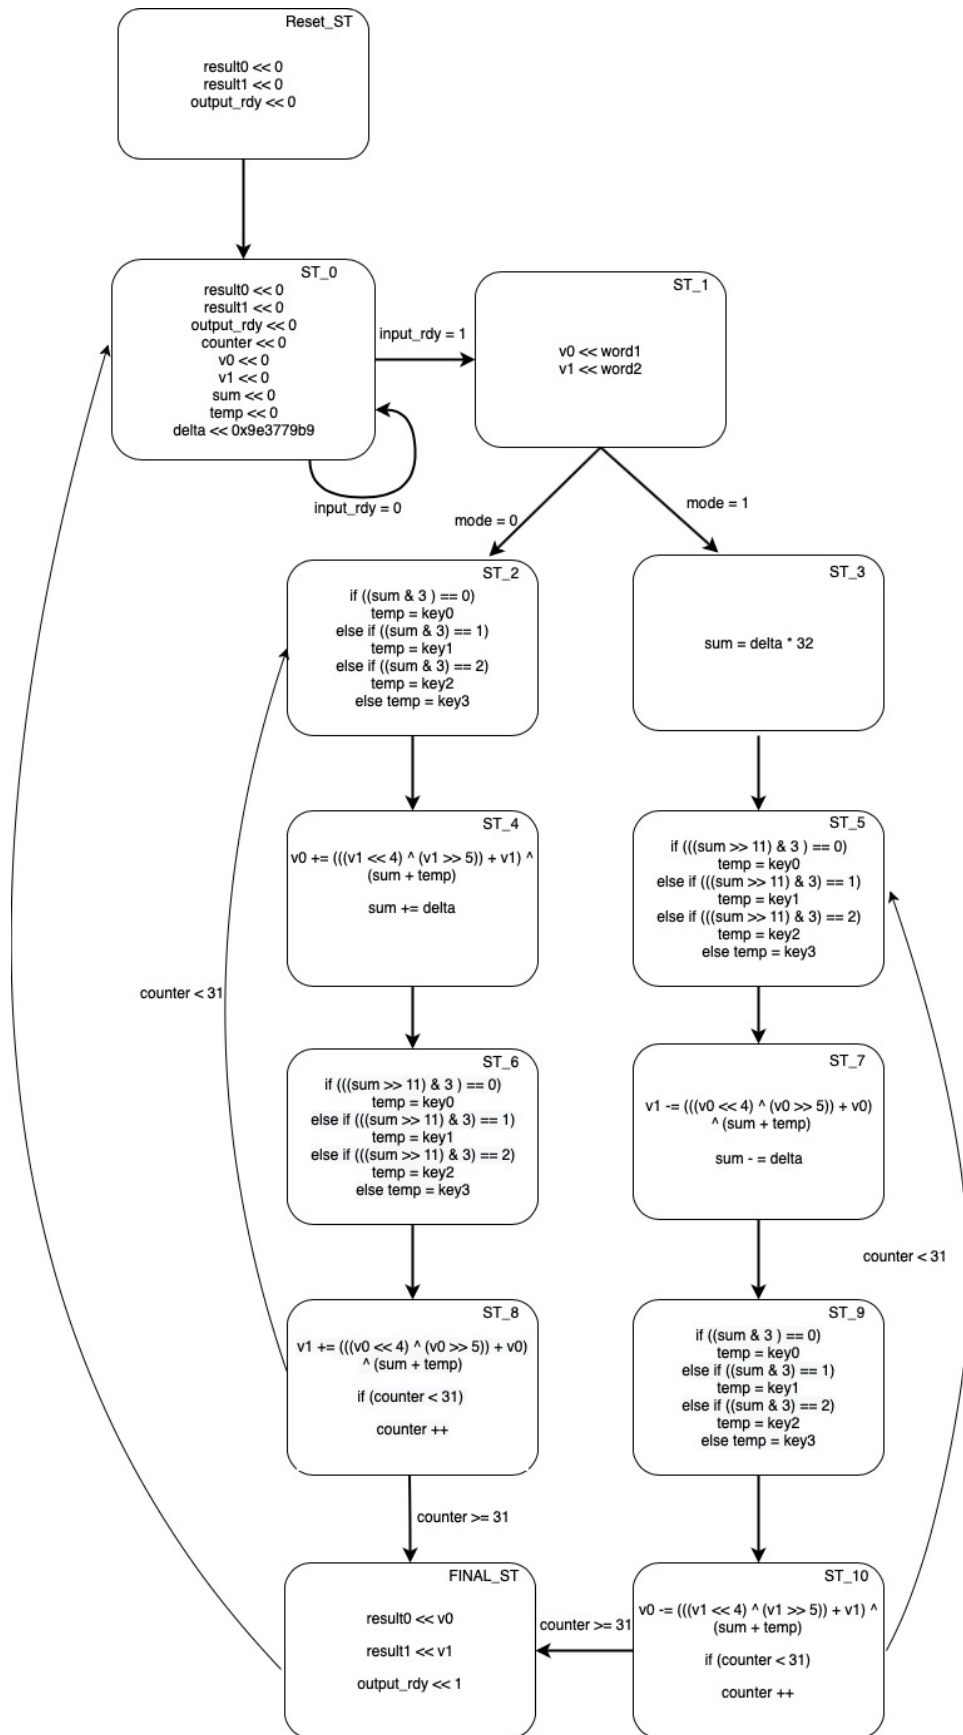 Reset_ST
result0 << 0
result1 << 0
output_rdy << 0
ST_0
result0 << 0
result1 << 0
output_rdy << 0
counter << 0
v0 << 0
v1 << 0
sum << 0
temp << 0
delta << 0x9e3779b9
input_rdy = 1
input_rdy = 0
ST_1
v0 << word1
v1 << word2
mode = 0
mode = 1
ST_2
if ((sum & 3 ) == 0)
temp = key0
else if ((sum & 3) == 1)
temp = key1
else if ((sum & 3) == 2)
temp = key2
else temp = key3
ST_3
sum = delta * 32
ST_4
v0 += (((v1 << 4) ^ (v1 >> 5)) + v1) ^
(sum + temp)
sum += delta
ST_5
if (((sum >> 11) & 3 ) == 0)
temp = key0
else if (((sum >> 11) & 3) == 1)
temp = key1
else if (((sum >> 11) & 3) == 2)
temp = key2
else temp = key3
counter < 31
ST_6
if (((sum >> 11) & 3 ) == 0)
temp = key0
else if (((sum >> 11) & 3) == 1)
temp = key1
else if (((sum >> 11) & 3) == 2)
temp = key2
else temp = key3
ST_7
v1 -= (((v0 << 4) ^ (v0 >> 5)) + v0)
^ (sum + temp)
sum - = delta
counter < 31
ST_8
v1 += (((v0 << 4) ^ (v0 >> 5)) + v0)
^ (sum + temp)
if (counter < 31)
counter ++
ST_9
if ((sum & 3 ) == 0)
temp = key0
else if ((sum & 3) == 1)
temp = key1
else if ((sum & 3) == 2)
temp = key2
else temp = key3
counter >= 31
FINAL_ST
result0 << v0
result1 << v1
output_rdy << 1
counter >= 31
ST_10
v0 -= (((v1 << 4) ^ (v1 >> 5)) + v1) ^
(sum + temp)
if (counter < 31)
counter ++